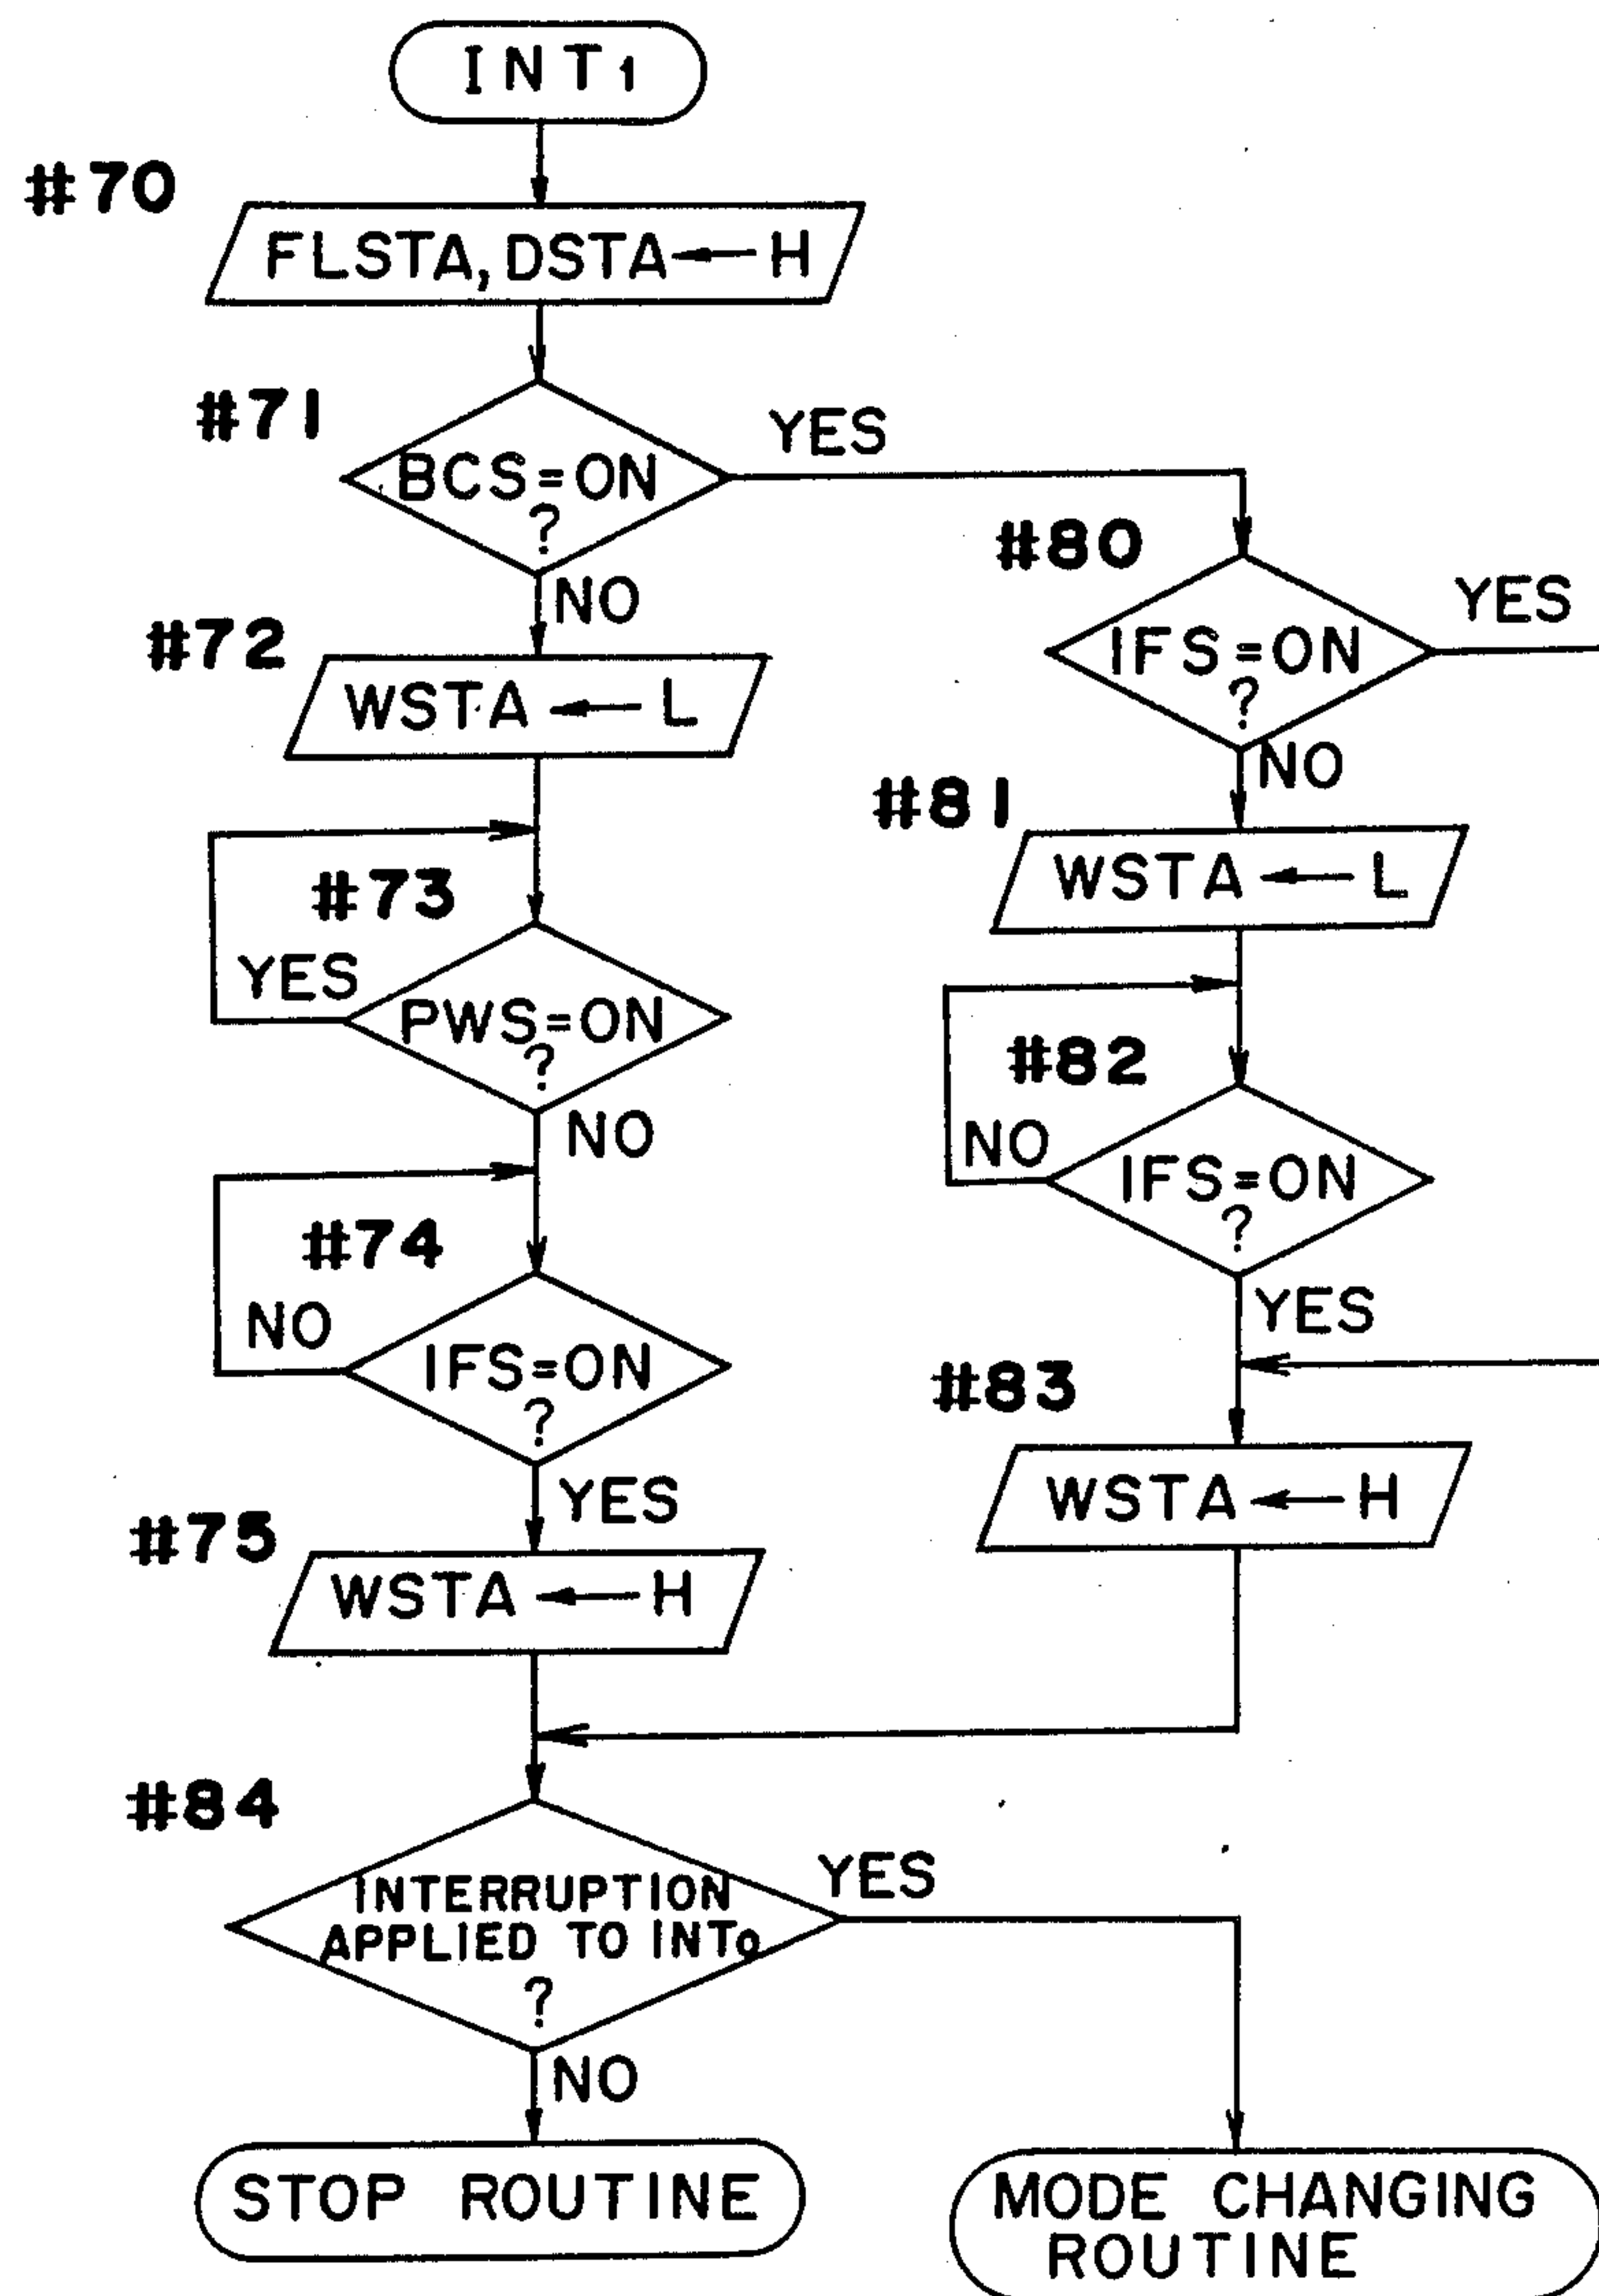 INT1
#70
FLSTA, DSTA ← H
#71
BCS=ON
?
YES
NO
#72
WSTA ← L
#73
YES
PWS=ON
?
NO
#74
NO
IFS=ON
?
YES
#75
WSTA ← H
#80
IFS=ON
?
YES
NO
#81
WSTA ← L
#82
NO
IFS=ON
?
YES
#83
WSTA ← H
#84
INTERRUPTION
APPLIED TO INT0
?
YES
NO
STOP ROUTINE
MODE CHANGING
ROUTINE